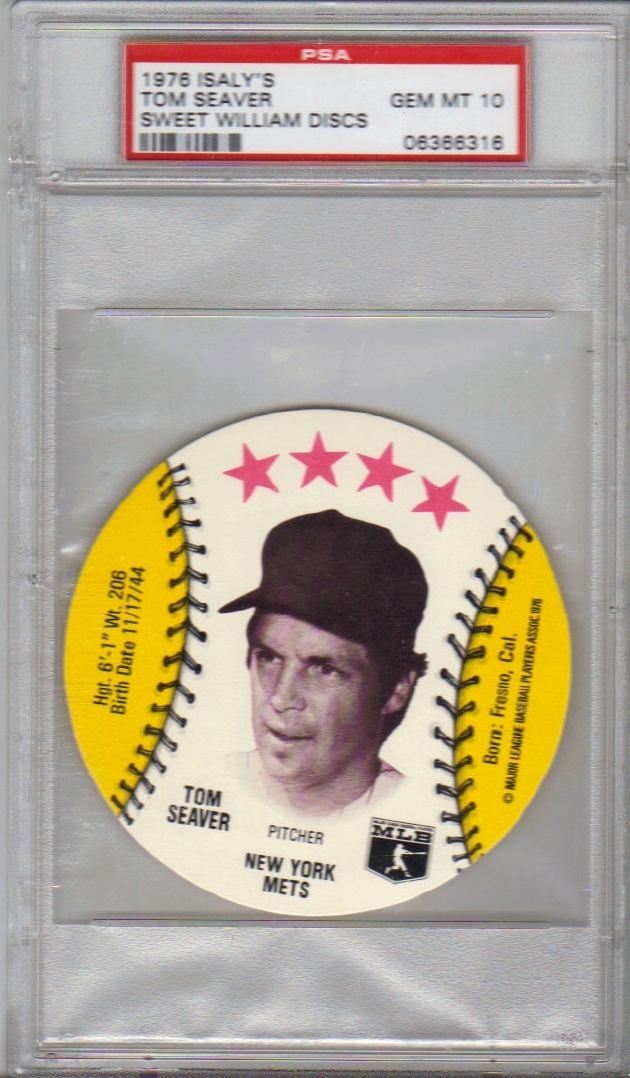 PSA
1976 ISALY'S
TOM SEAVER GEM MT 10
SWEET WILLIAM DISCS
06366316
Hgt. 6'-1" Wt. 206
Birth Date 11/17/44
Born: Fresno, Cal.
© MAJOR LEAGUE BASEBALL PLAYERS ASSOC. 1976
TOM
SEAVER
PITCHER
NEW YORK
METS
MLB